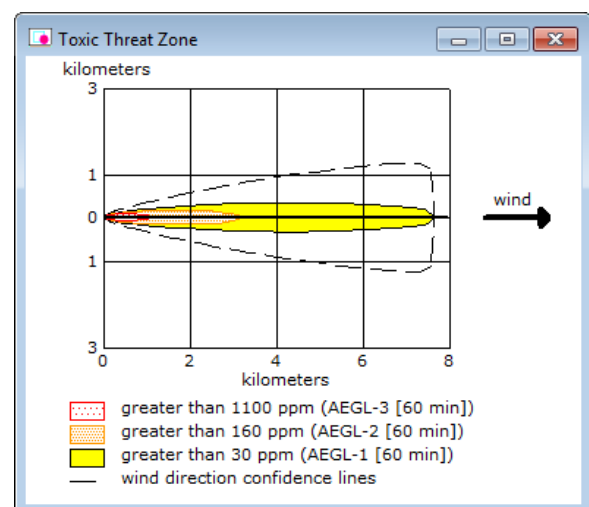 Toxic Threat Zone
kilometers
3
1
0
1
3
wind
0 2 4 6 8
kilometers
greater than 1100 ppm (AEGL-3 [60 min])
greater than 160 ppm (AEGL-2 [60 min])
greater than 30 ppm (AEGL-1 [60 min])
wind direction confidence lines